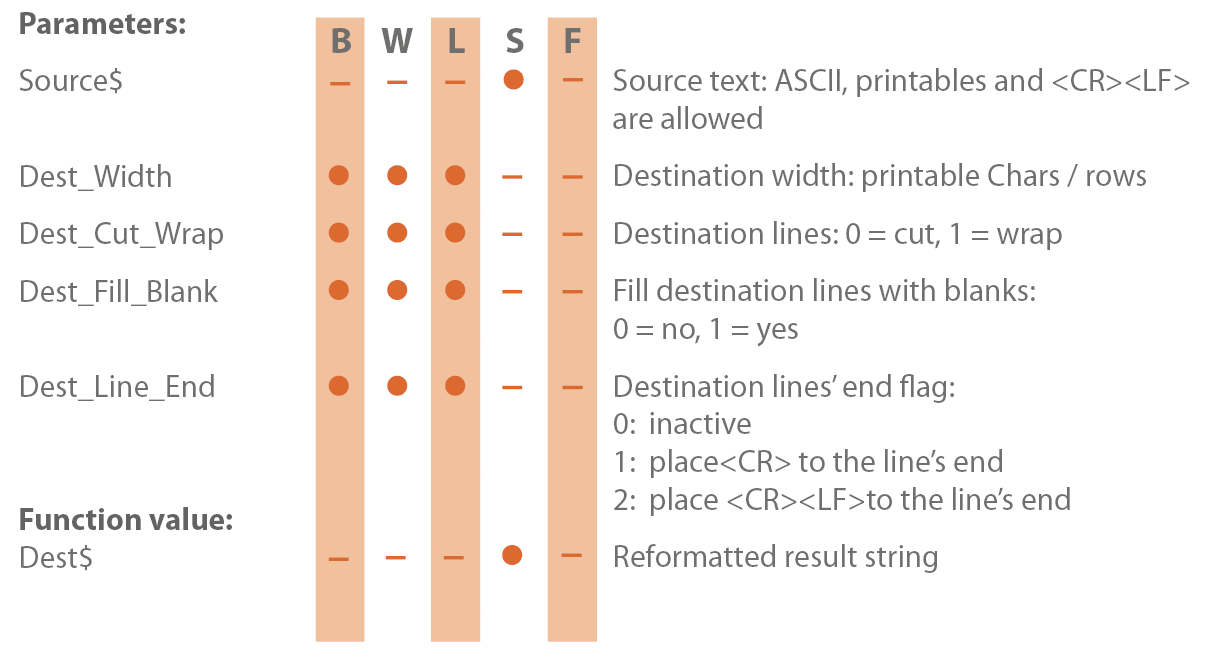 Parameters:
B W L S F
Source$ – – – ● – Source text: ASCII, printables and <CR><LF>
are allowed
Dest_Width ● ● ● – – Destination width: printable Chars / rows
Dest_Cut_Wrap ● ● ● – – Destination lines: 0 = cut, 1 = wrap
Dest_Fill_Blank ● ● ● – – Fill destination lines with blanks:
0 = no, 1 = yes
Dest_Line_End ● ● ● – – Destination lines’ end flag:
0: inactive
1: place<CR> to the line’s end
2: place <CR><LF>to the line’s end
Function value:
Dest$ – – – ● – Reformatted result string